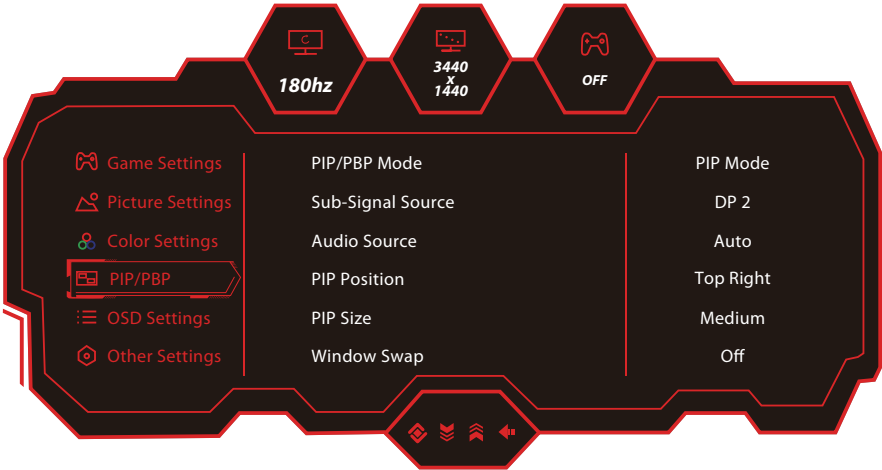 180hz
3440
x
1440
OFF
Game Settings
PIP/PBP Mode
PIP Mode
Picture Settings
Sub-Signal Source
DP 2
Color Settings
Audio Source
Auto
PIP/PBP
PIP Position
Top Right
OSD Settings
PIP Size
Medium
Other Settings
Window Swap
Off